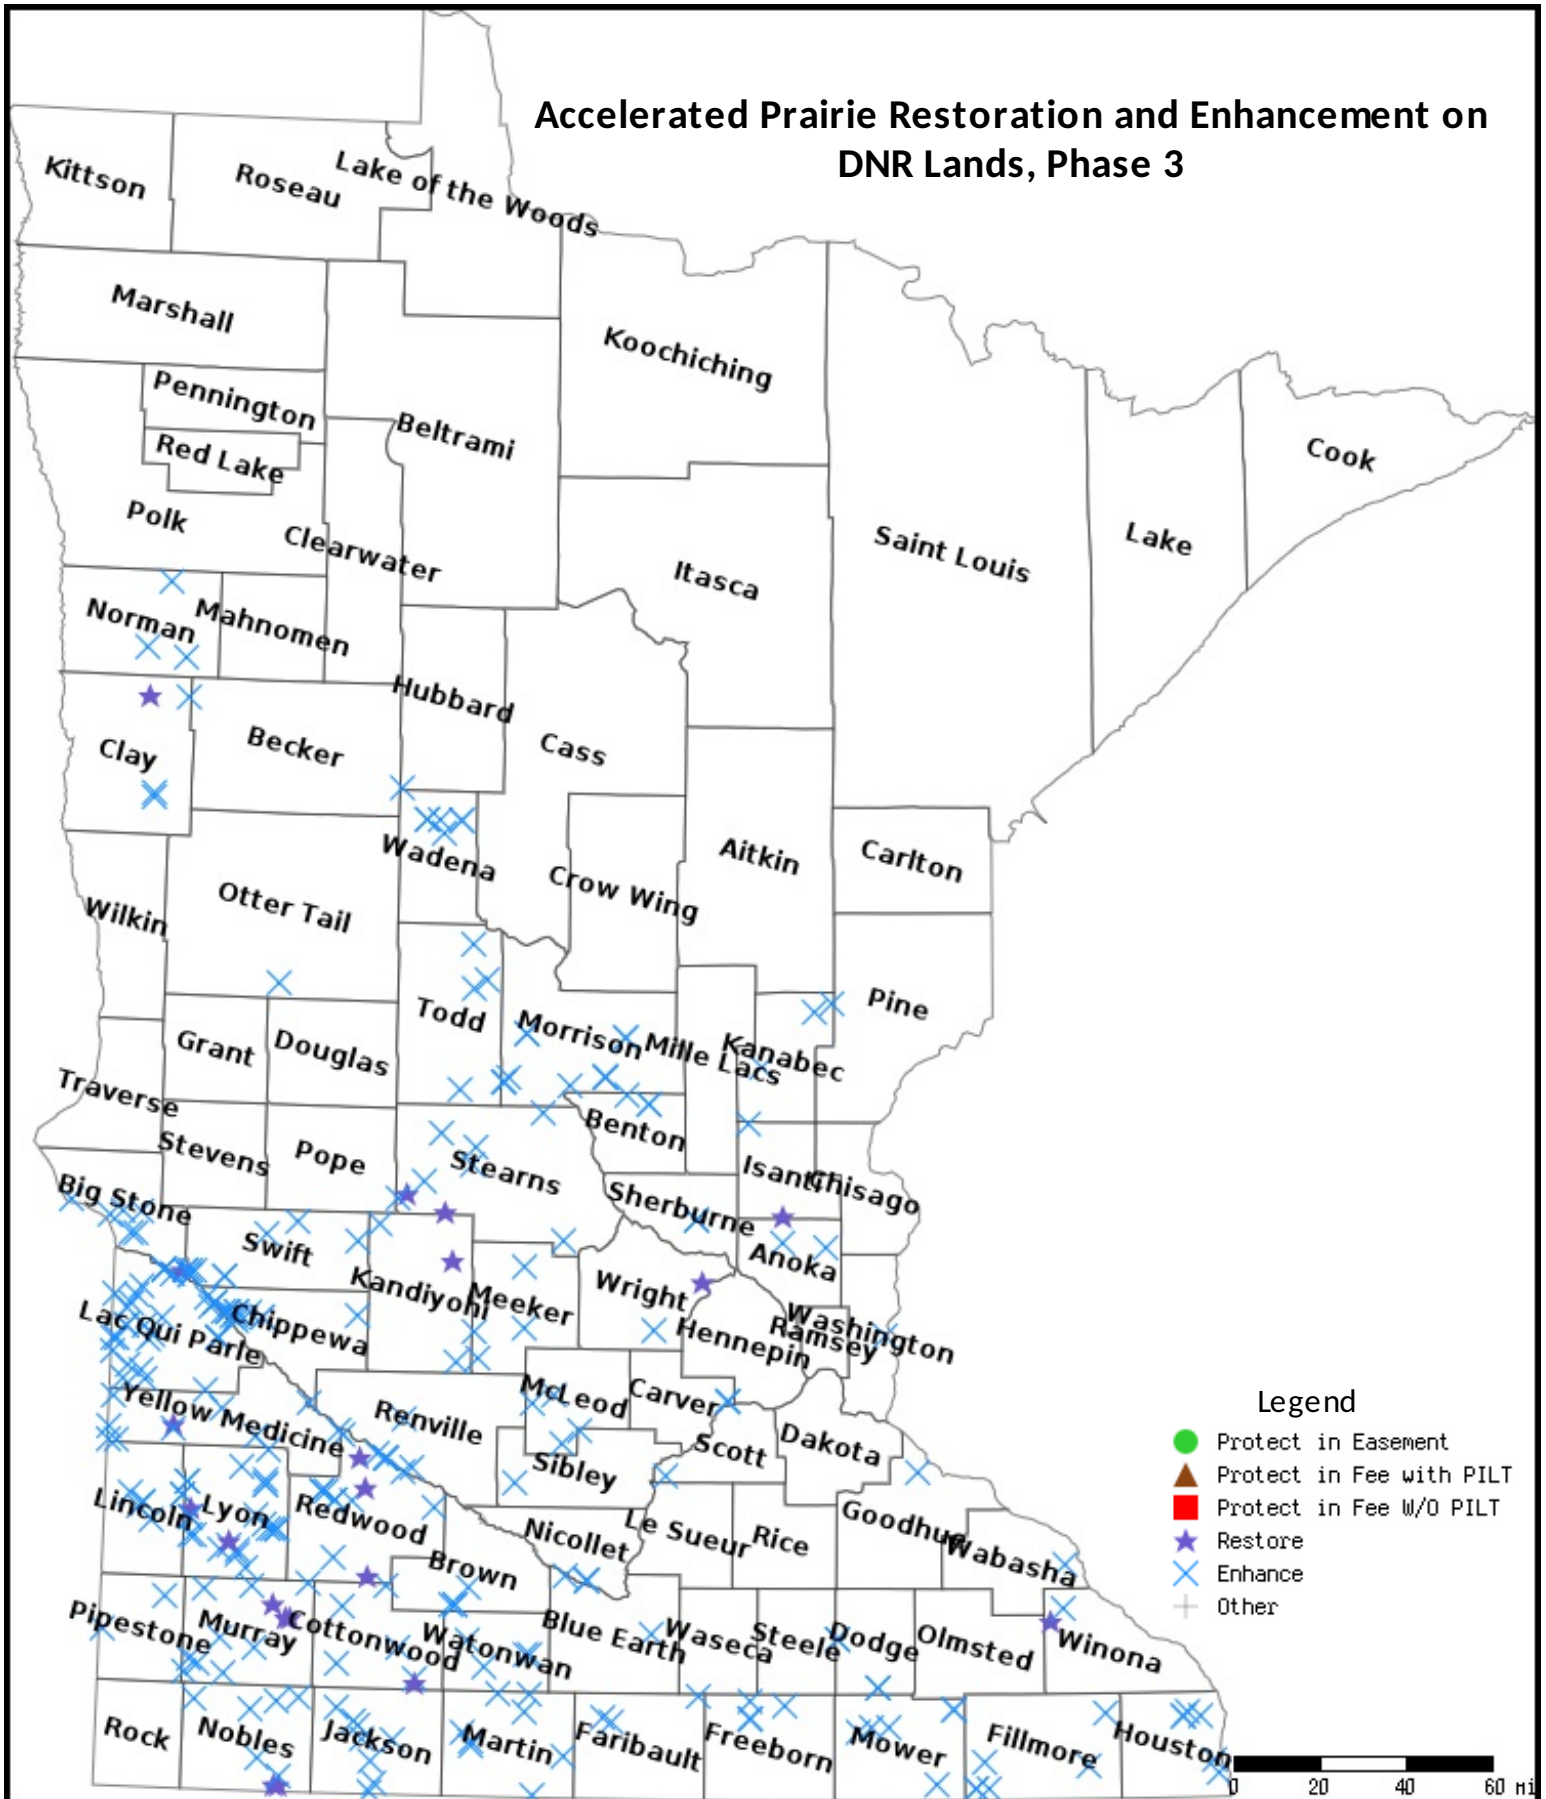 Accelerated Prairie Restoration and Enhancement on
DNR Lands, Phase 3
Kittson
Roseau
Lake of the Woods
Marshall
Koochiching
Pennington
Beltrami
Red Lake
Cook
Polk
Clearwater
Saint Louis
Lake
Itasca
Norman
Mahnomen
Hubbard
Clay
Becker
Cass
Wadena
Aitkin
Carlton
Crow Wing
Otter Tail
Wilkin
Pine
Todd
Morrison
Mille Lacs
Kanabec
Grant
Douglas
Traverse
Benton
Stevens
Pope
Stearns
Isanti
Chisago
Big Stone
Sherburne
Swift
Anoka
Kandiyohi
Meeker
Wright
Lac Qui Parle
Chippewa
Hennepin
Ramsey
Washington
McLeod
Carver
Yellow Medicine
Renville
Scott
Dakota
Sibley
Lincoln
Lyon
Redwood
Nicollet
Le Sueur
Rice
Goodhue
Wabasha
Brown
Pipestone
Murray
Cottonwood
Watonwan
Blue Earth
Waseca
Steele
Dodge
Olmsted
Winona
Rock
Nobles
Jackson
Martin
Faribault
Freeborn
Mower
Fillmore
Houston
Legend
Protect in Easement
Protect in Fee with PILT
Protect in Fee W/O PILT
Restore
Enhance
Other
0 20 40 60 mi